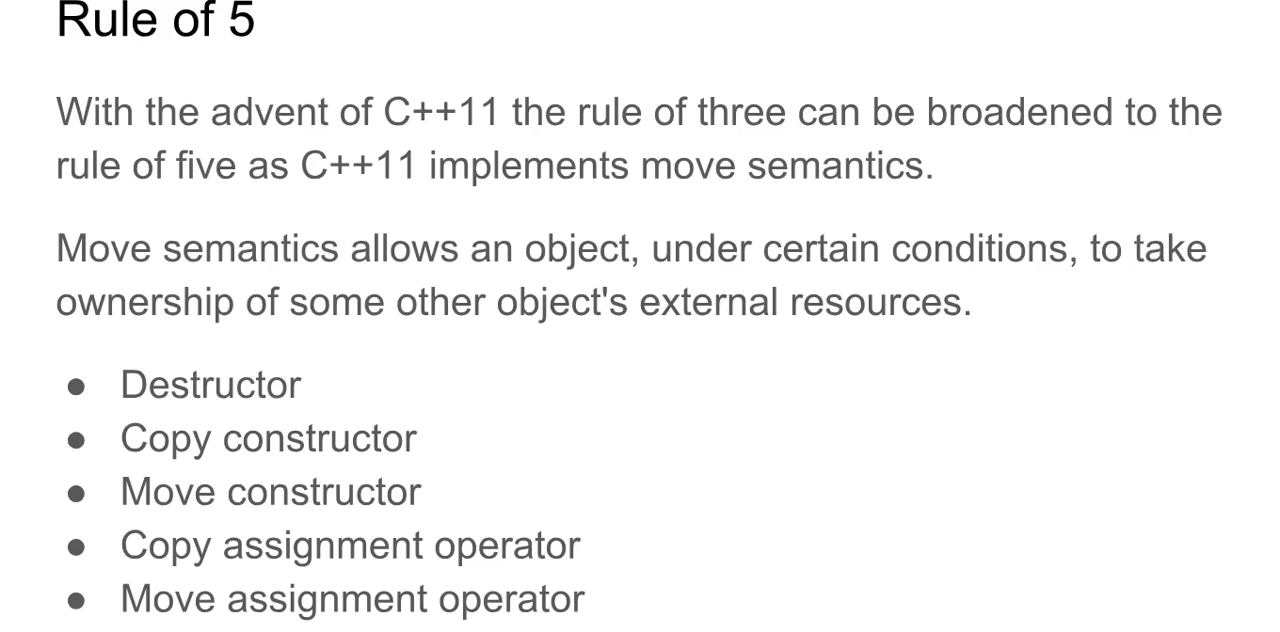 Rule of 5
With the advent of C++11 the rule of three can be broadened to the
rule of five as C++11 implements move semantics.
Move semantics allows an object, under certain conditions, to take
ownership of some other object's external resources.
● Destructor
● Copy constructor
● Move constructor
● Copy assignment operator
● Move assignment operator